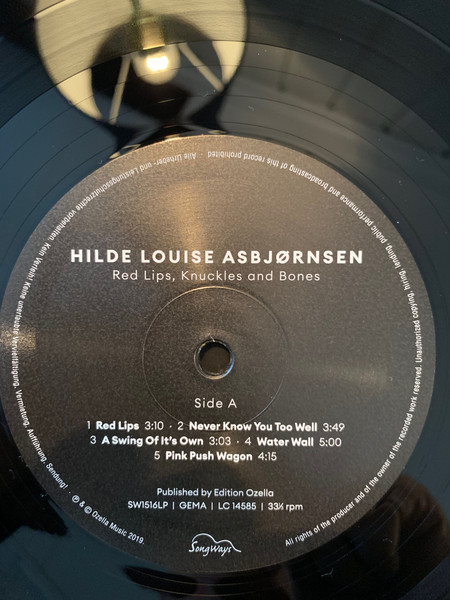 HILDE LOUISE ASBJØRNSEN
Red Lips, Knuckles and Bones
Side A
1 Red Lips 3:10 · 2 Never Know You Too Well 3:49
3 A Swing Of It's Own 3:03 · 4 Water Wall 5:00
5 Pink Push Wagon 4:15
Published by Edition Ozella
SW1516LP | GEMA | LC 14585 | 33⅓ rpm
SongWays
℗ & © Ozella Music 2019.
All rights of the producer and of the owner of the recorded work reserved. Unauthorized copying, hiring, lending, public performance and broadcasting of this record prohibited · Alle Urheber- und Leistungsschutzrechte vorbehalten. Kein Verleih! Keine unerlaubte Vervielfältigung, Vermietung, Aufführung, Sendung!